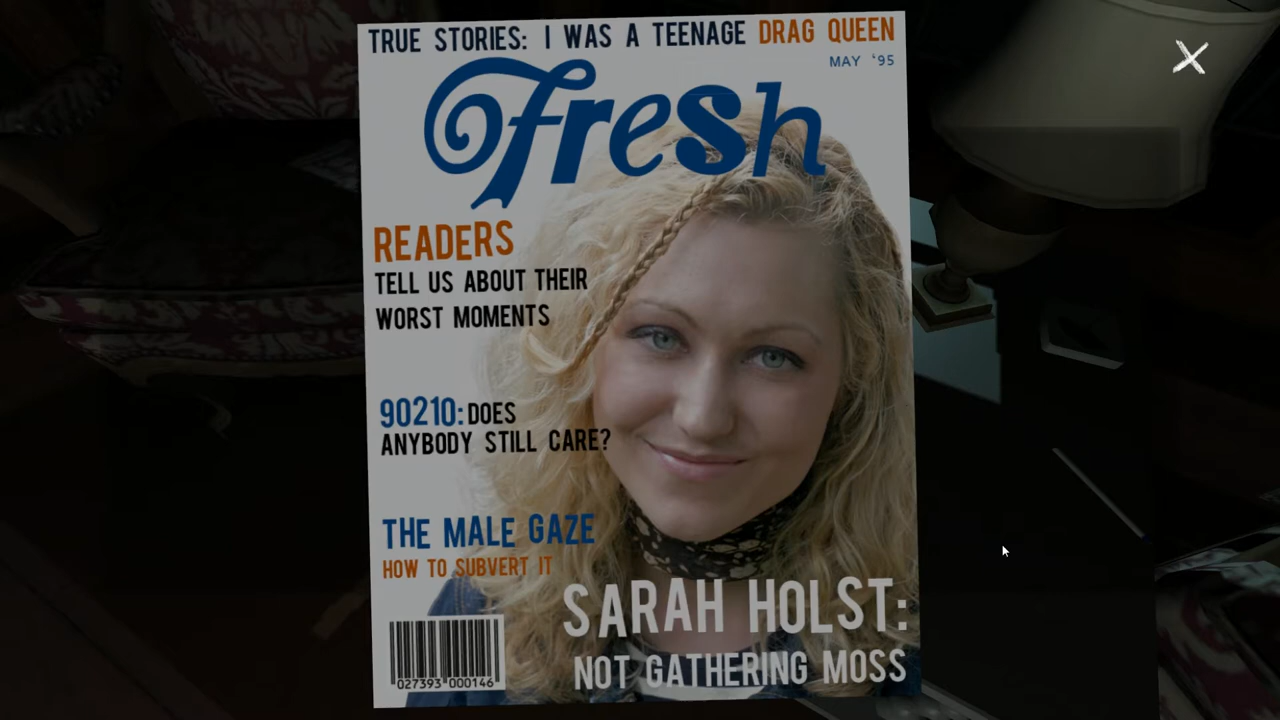 TRUE STORIES: I WAS A TEENAGE DRAG QUEEN
MAY '95
Fresh
READERS
TELL US ABOUT THEIR
WORST MOMENTS
90210: DOES
ANYBODY STILL CARE?
THE MALE GAZE
HOW TO SUBVERT IT
SARAH HOLST:
NOT GATHERING MOSS
027393 000146